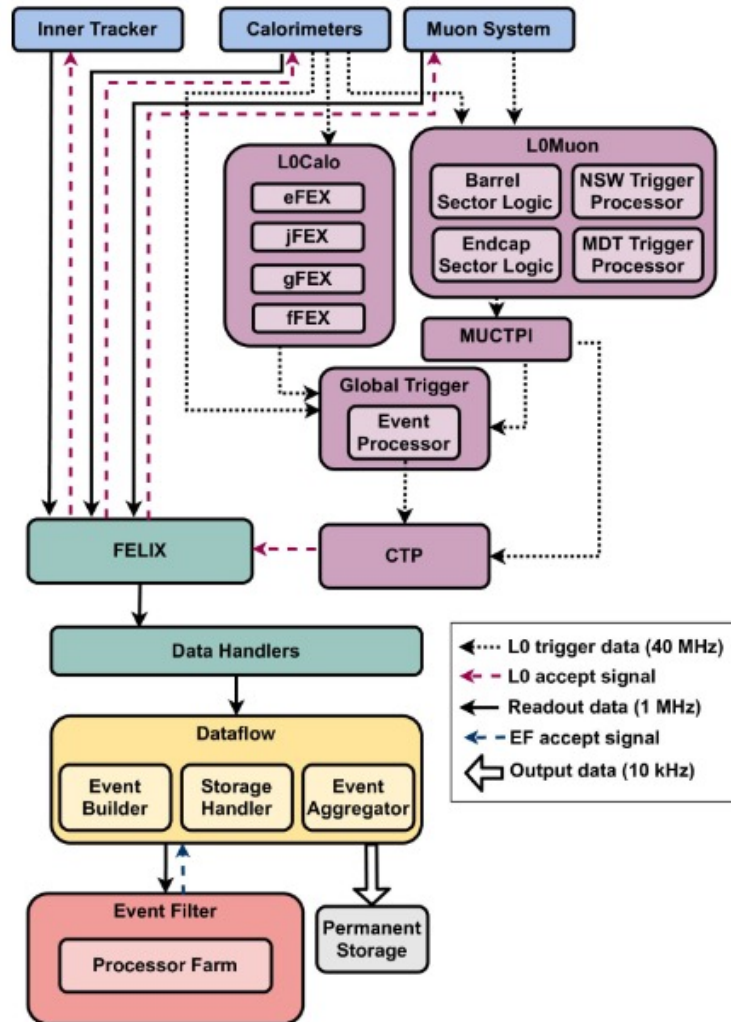 Inner Tracker
Calorimeters
Muon System
L0Calo
eFEX
jFEX
gFEX
fFEX
L0Muon
Barrel
Sector Logic
NSW Trigger
Processor
Endcap
Sector Logic
MDT Trigger
Processor
MUCTPI
Global Trigger
Event
Processor
FELIX
CTP
Data Handlers
Dataflow
Event
Builder
Storage
Handler
Event
Aggregator
Event Filter
Processor Farm
Permanent
Storage
L0 trigger data (40 MHz)
L0 accept signal
Readout data (1 MHz)
EF accept signal
Output data (10 kHz)